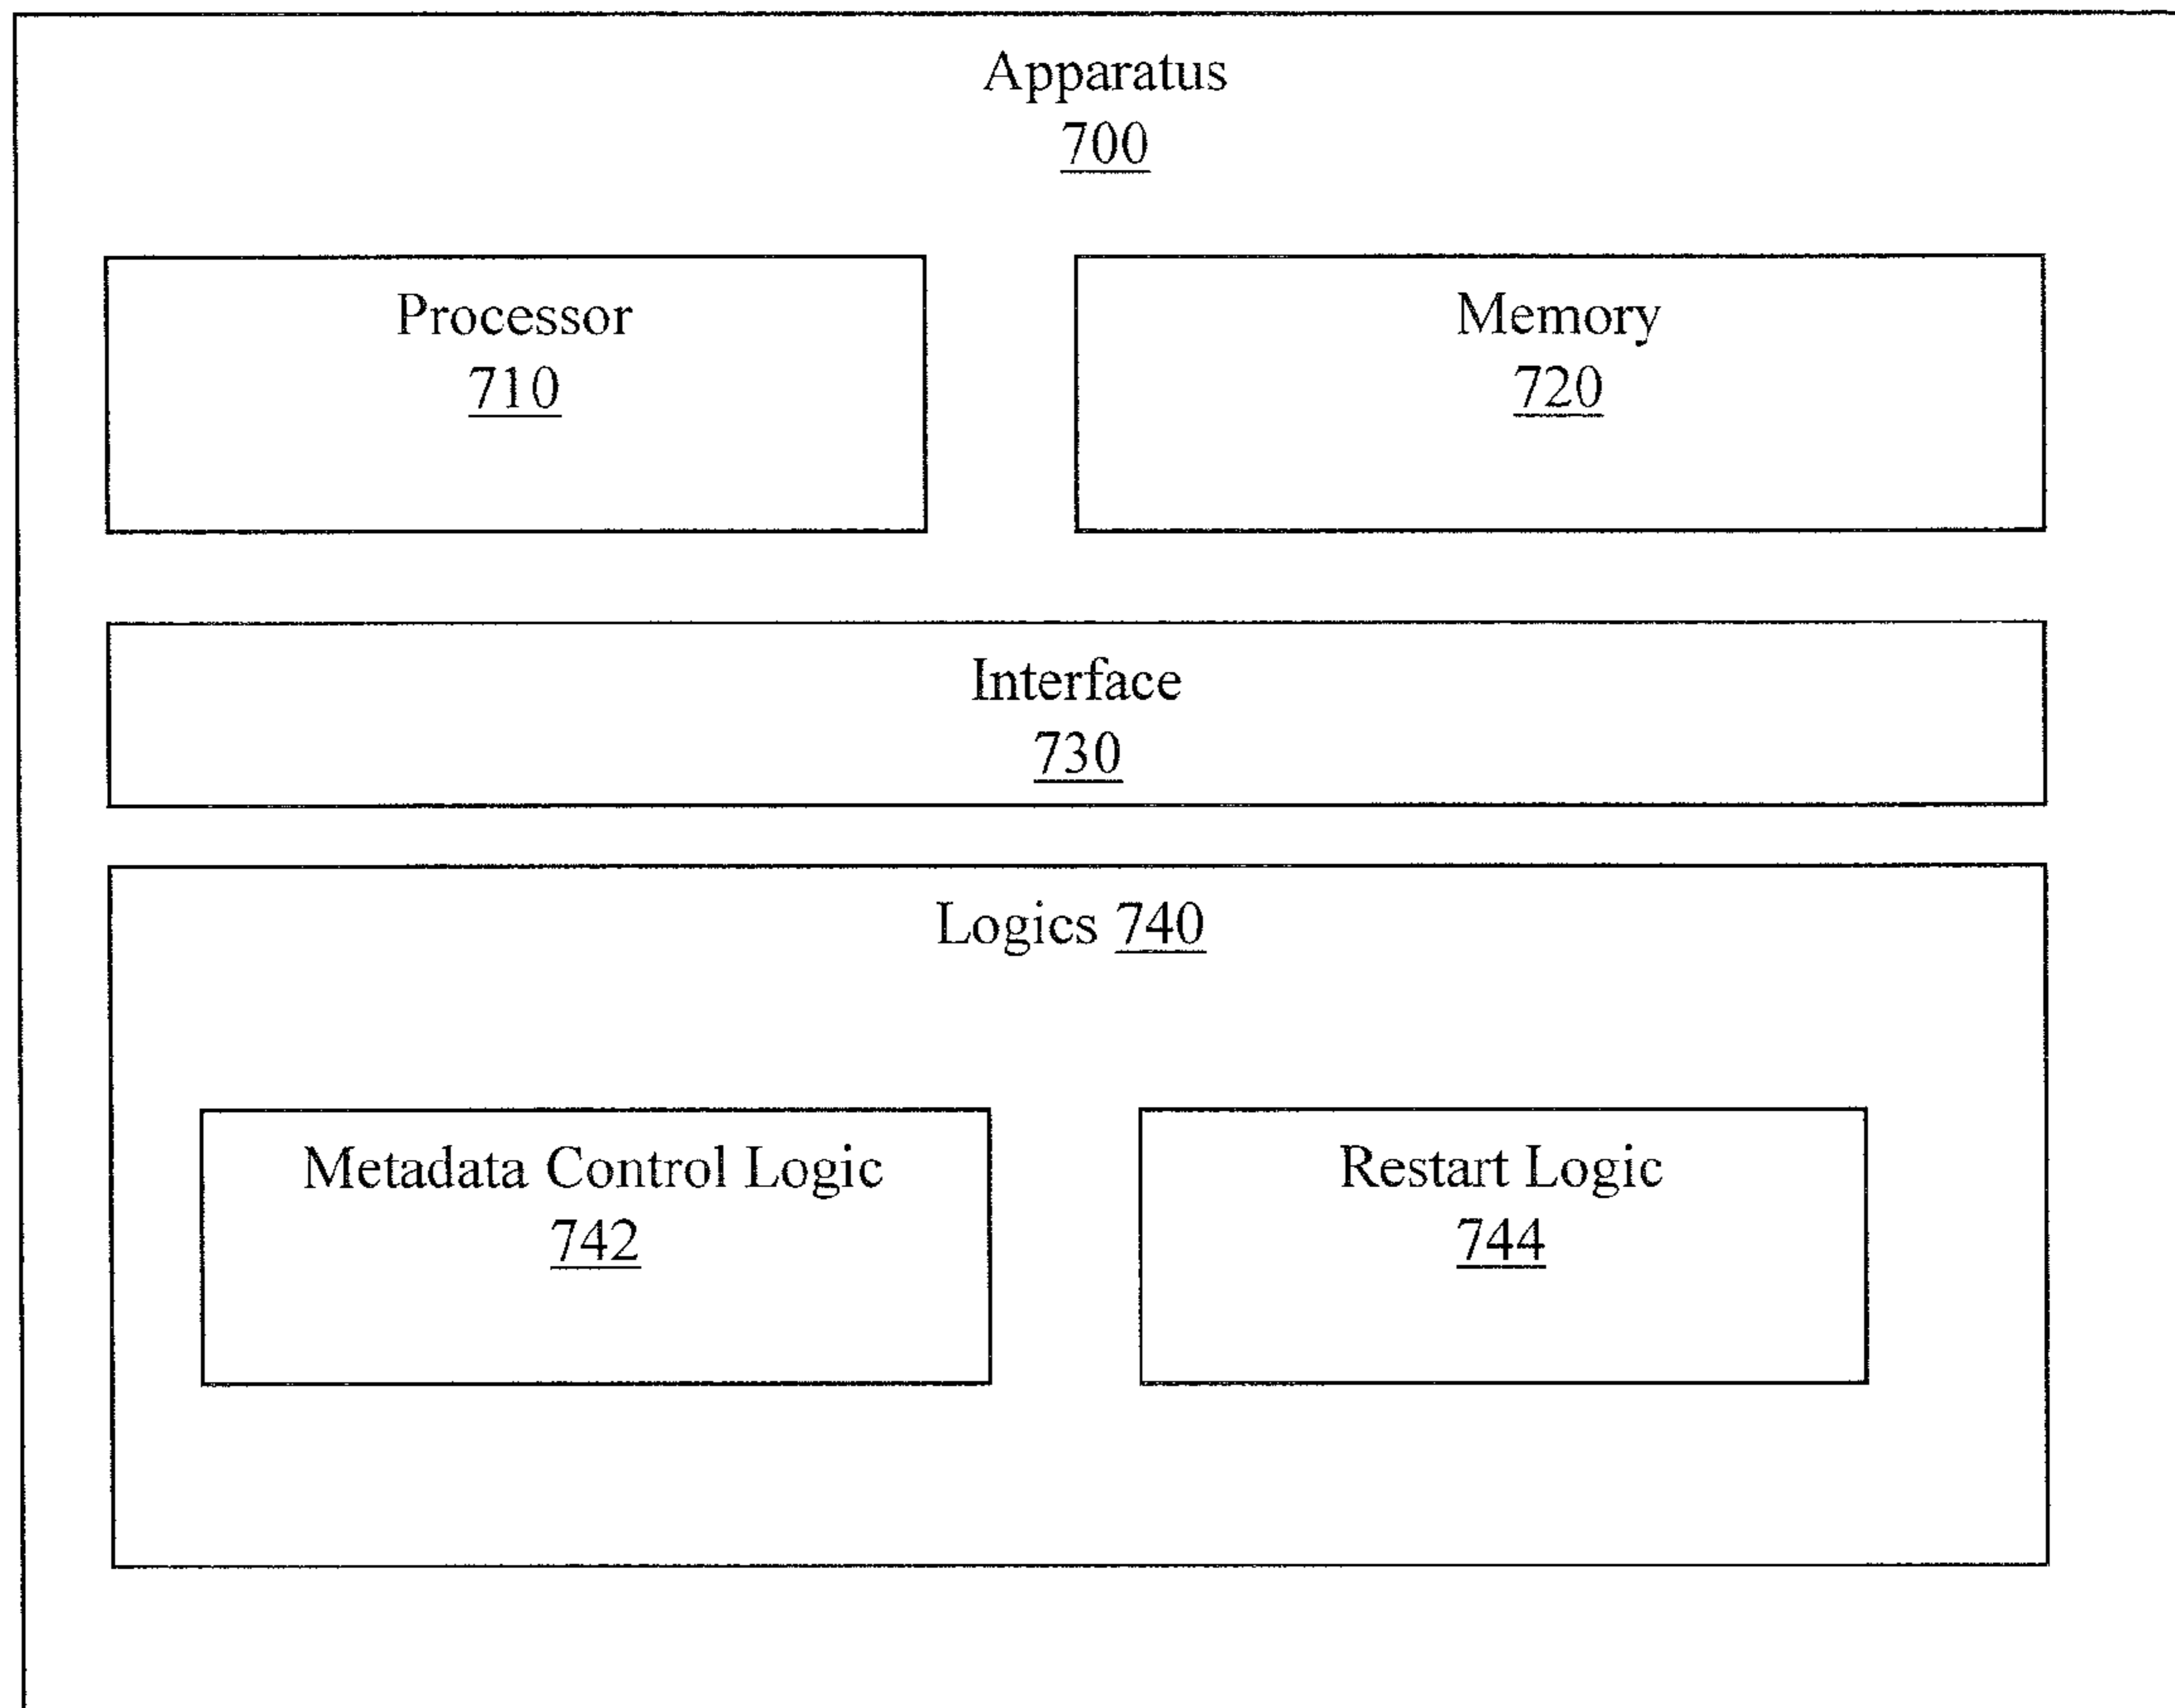 Apparatus
700
Processor
710
Memory
720
Interface
730
Logics 740
Metadata Control Logic
742
Restart Logic
744